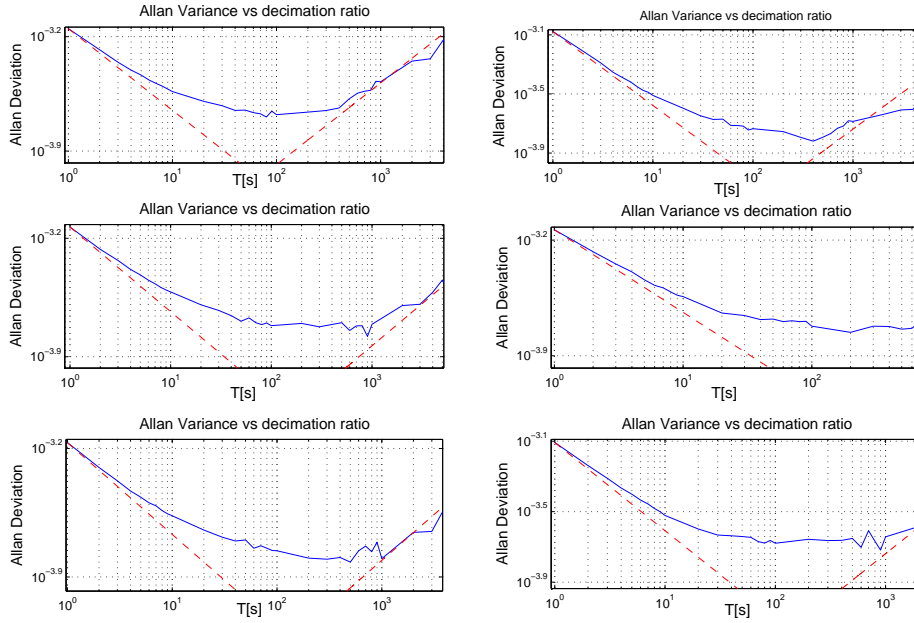 Allan Variance vs decimation ratio
Allan Deviation
10^−3.2
10^−3.9
10^0
10^1
10^2
10^3
T[s]
Allan Variance vs decimation ratio
Allan Deviation
10^−3.1
10^−3.5
10^−3.9
10^0
10^1
10^2
10^3
T[s]
Allan Variance vs decimation ratio
Allan Deviation
10^−3.2
10^−3.9
10^0
10^1
10^2
10^3
T[s]
Allan Variance vs decimation ratio
Allan Deviation
10^−3.2
10^−3.9
10^0
10^1
10^2
T[s]
Allan Variance vs decimation ratio
Allan Deviation
10^−3.2
10^−3.9
10^0
10^1
10^2
10^3
T[s]
Allan Variance vs decimation ratio
Allan Deviation
10^−3.1
10^−3.5
10^−3.9
10^0
10^1
10^2
10^3
T[s]